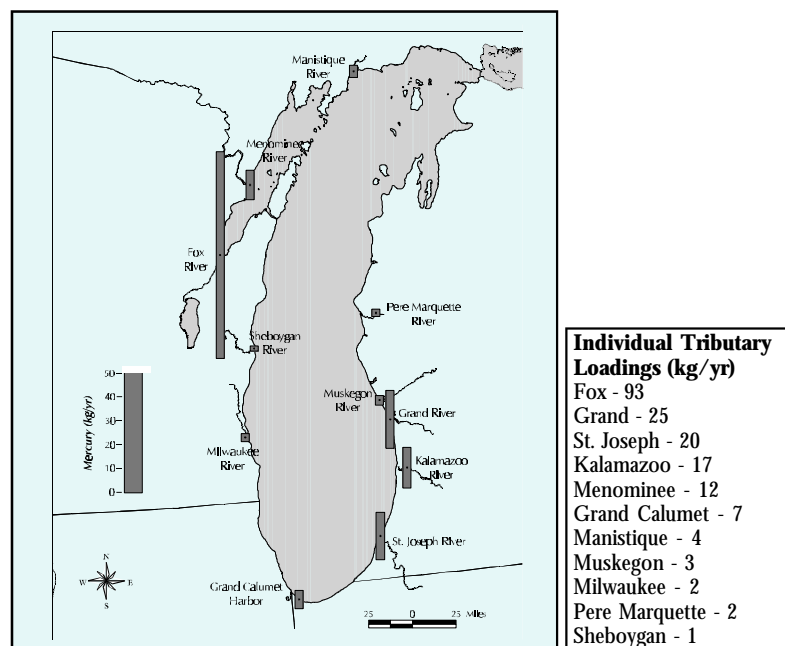 Manistique
River
Menominee
River
Fox
River
Pere Marquette
River
Sheboygan
River
Mercury (kg/yr)
50
40
30
20
10
0
Muskegon
River
Grand River
Milwaukee
River
Kalamazoo
River
St. Joseph River
N
W E
S
Grand Calumet
Harbor
25 0 25 Miles
Individual Tributary
Loadings (kg/yr)
Fox - 93
Grand - 25
St. Joseph - 20
Kalamazoo - 17
Menominee - 12
Grand Calumet - 7
Manistique - 4
Muskegon - 3
Milwaukee - 2
Pere Marquette - 2
Sheboygan - 1